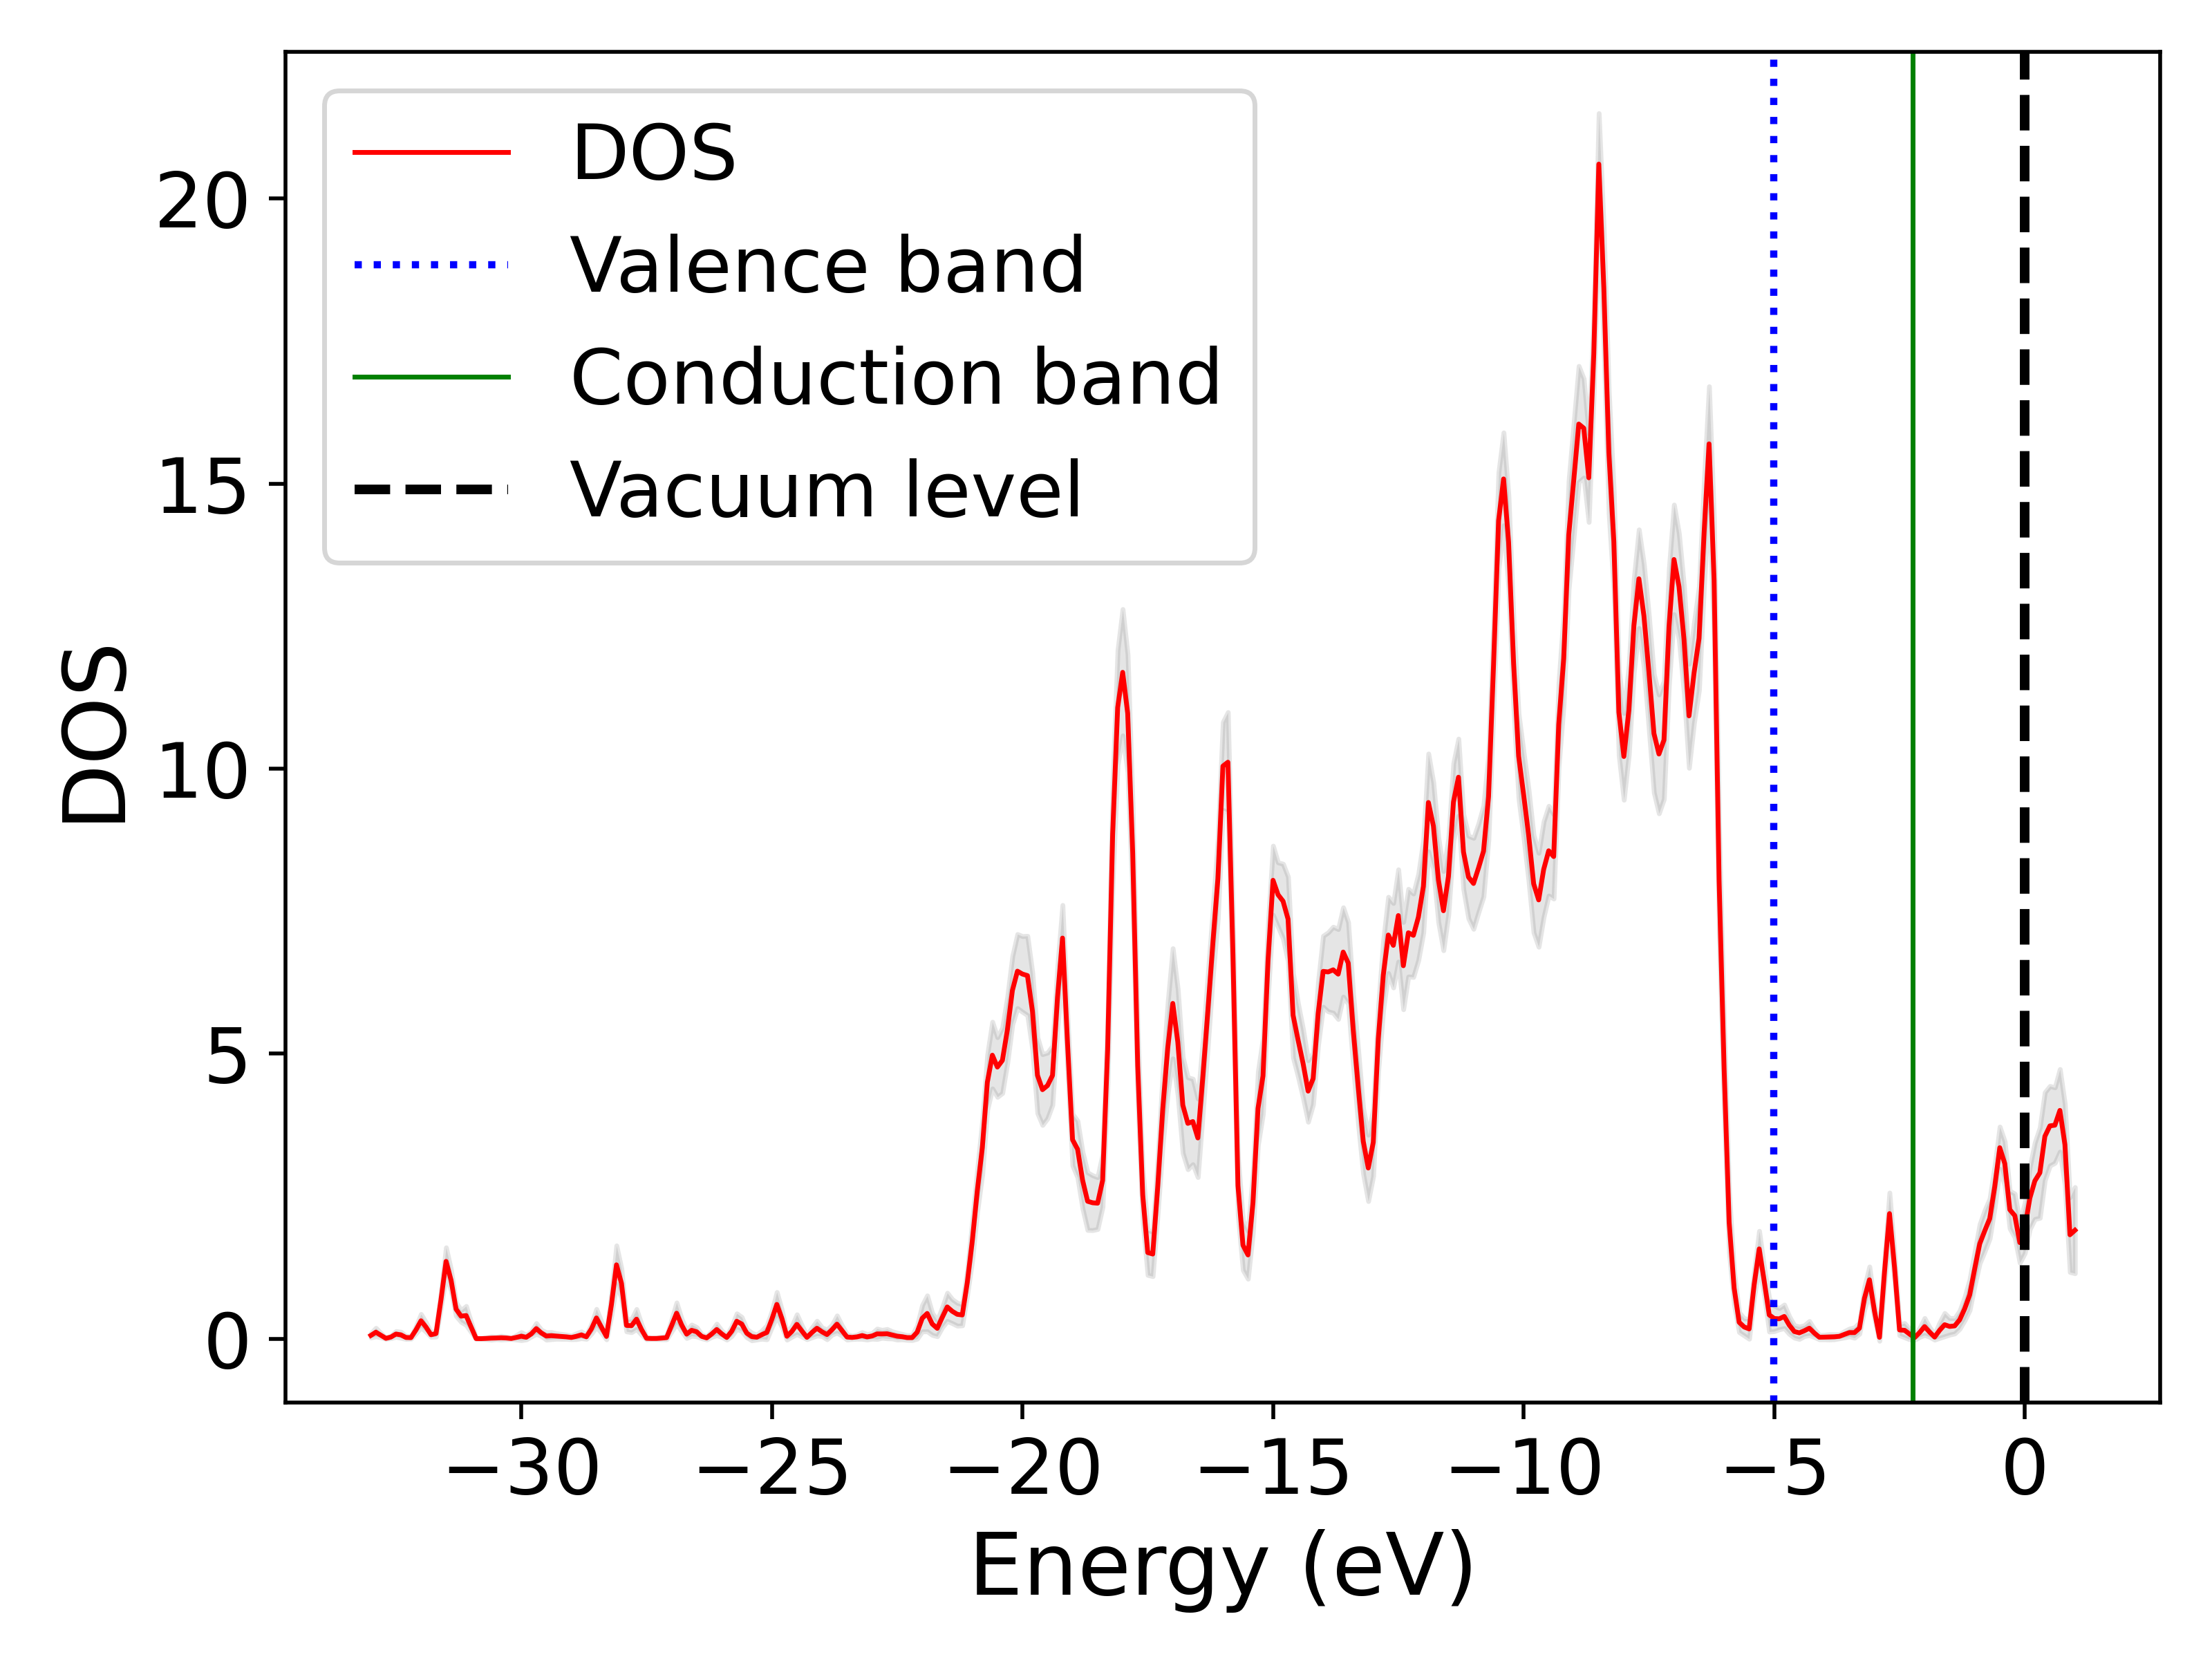 DOS
Valence band
Conduction band
Vacuum level
DOS
20
15
10
5
0
−30 −25 −20 −15 −10 −5 0
Energy (eV)